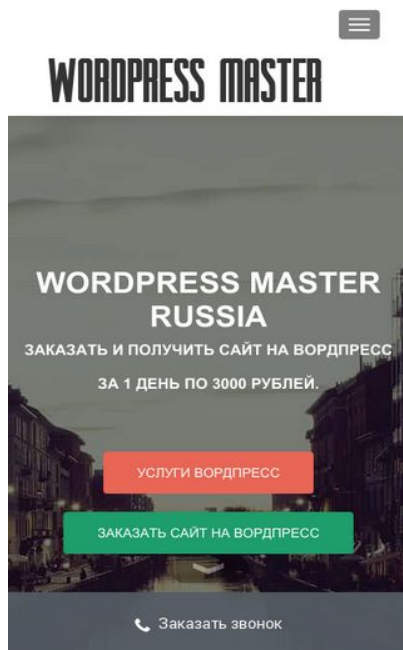 WORDPRESS MASTER
WORDPRESS MASTER
RUSSIA
ЗАКАЗАТЬ И ПОЛУЧИТЬ САЙТ НА ВОРДПРЕСС
ЗА 1 ДЕНЬ ПО 3000 РУБЛЕЙ.
УСЛУГИ ВОРДПРЕСС
ЗАКАЗАТЬ САЙТ НА ВОРДПРЕСС
Заказать звонок